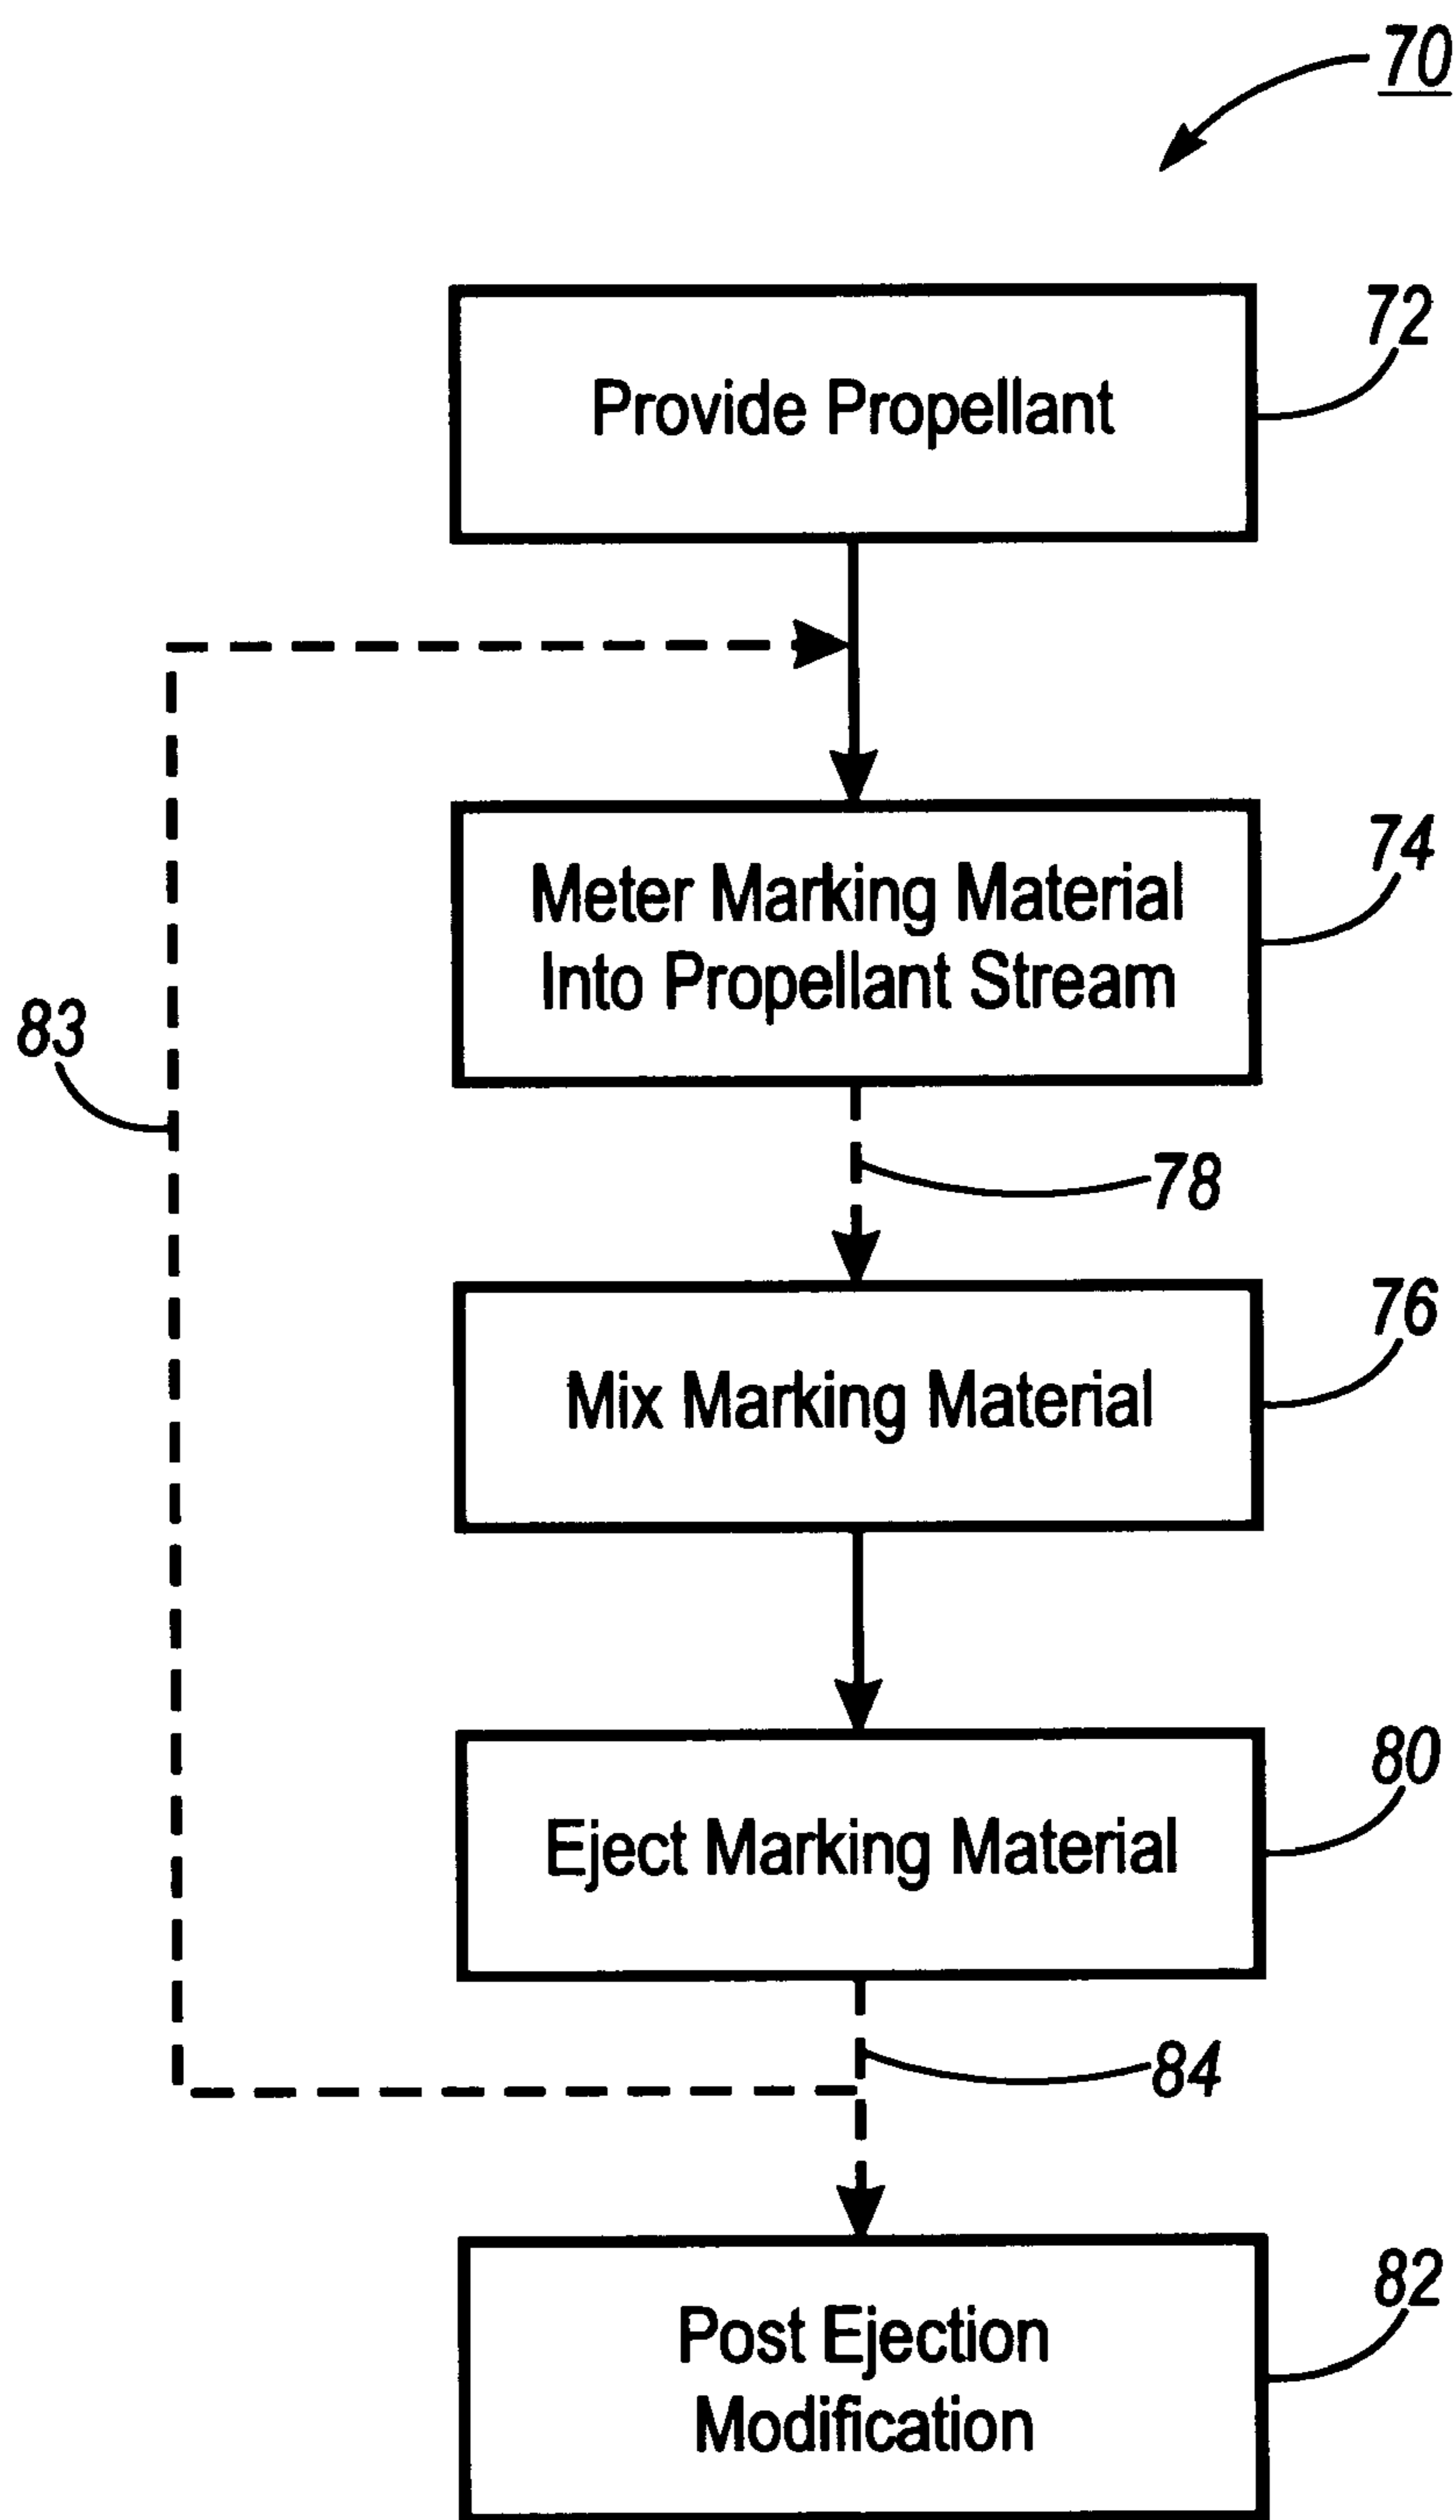 70
72
Provide Propellant
74
Meter Marking Material
Into Propellant Stream
83
78
76
Mix Marking Material
80
Eject Marking Material
84
82
Post Ejection
Modification